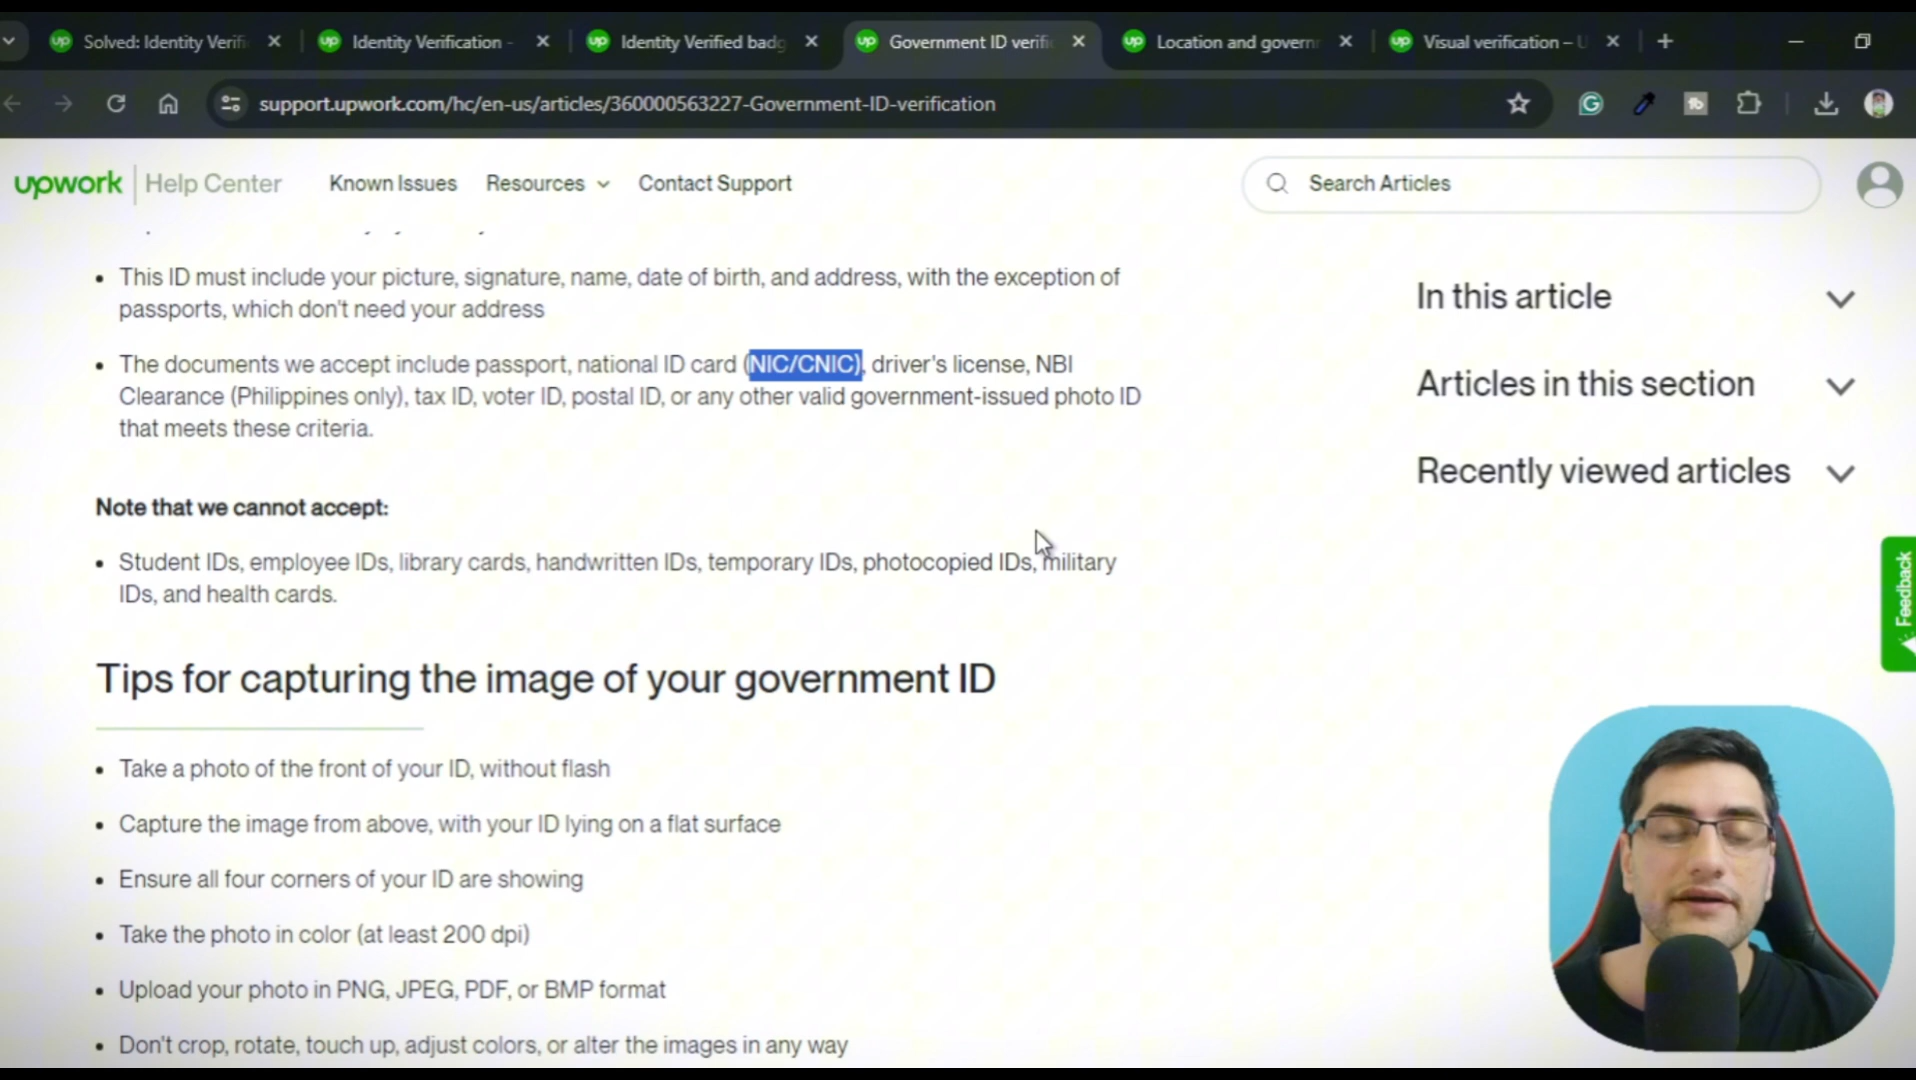 Solved: Identity Verifi
Identity Verification -
Identity Verified badg
Government ID verifi
Location and governm
Visual verification – U
support.upwork.com/hc/en-us/articles/360000563227-Government-ID-verification
upwork | Help Center
Known Issues
Resources
Contact Support
Search Articles
• This ID must include your picture, signature, name, date of birth, and address, with the exception of
passports, which don't need your address
• The documents we accept include passport, national ID card (NIC/CNIC), driver's license, NBI
Clearance (Philippines only), tax ID, voter ID, postal ID, or any other valid government-issued photo ID
that meets these criteria.
Note that we cannot accept:
• Student IDs, employee IDs, library cards, handwritten IDs, temporary IDs, photocopied IDs, military
IDs, and health cards.
Tips for capturing the image of your government ID
• Take a photo of the front of your ID, without flash
• Capture the image from above, with your ID lying on a flat surface
• Ensure all four corners of your ID are showing
• Take the photo in color (at least 200 dpi)
• Upload your photo in PNG, JPEG, PDF, or BMP format
• Don't crop, rotate, touch up, adjust colors, or alter the images in any way
In this article
Articles in this section
Recently viewed articles
Feedback